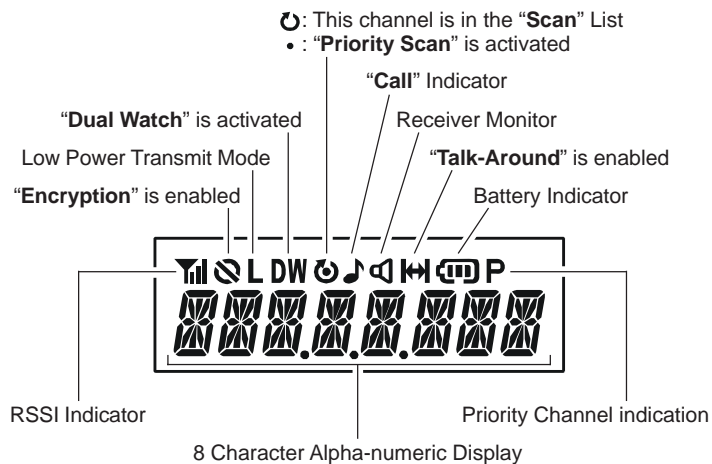 : This channel is in the “Scan” List
• : “Priority Scan” is activated
“Call” Indicator
“Dual Watch” is activated
Receiver Monitor
Low Power Transmit Mode
“Talk-Around” is enabled
“Encryption” is enabled
Battery Indicator
L DW P
RSSI Indicator
Priority Channel indication
8 Character Alpha-numeric Display